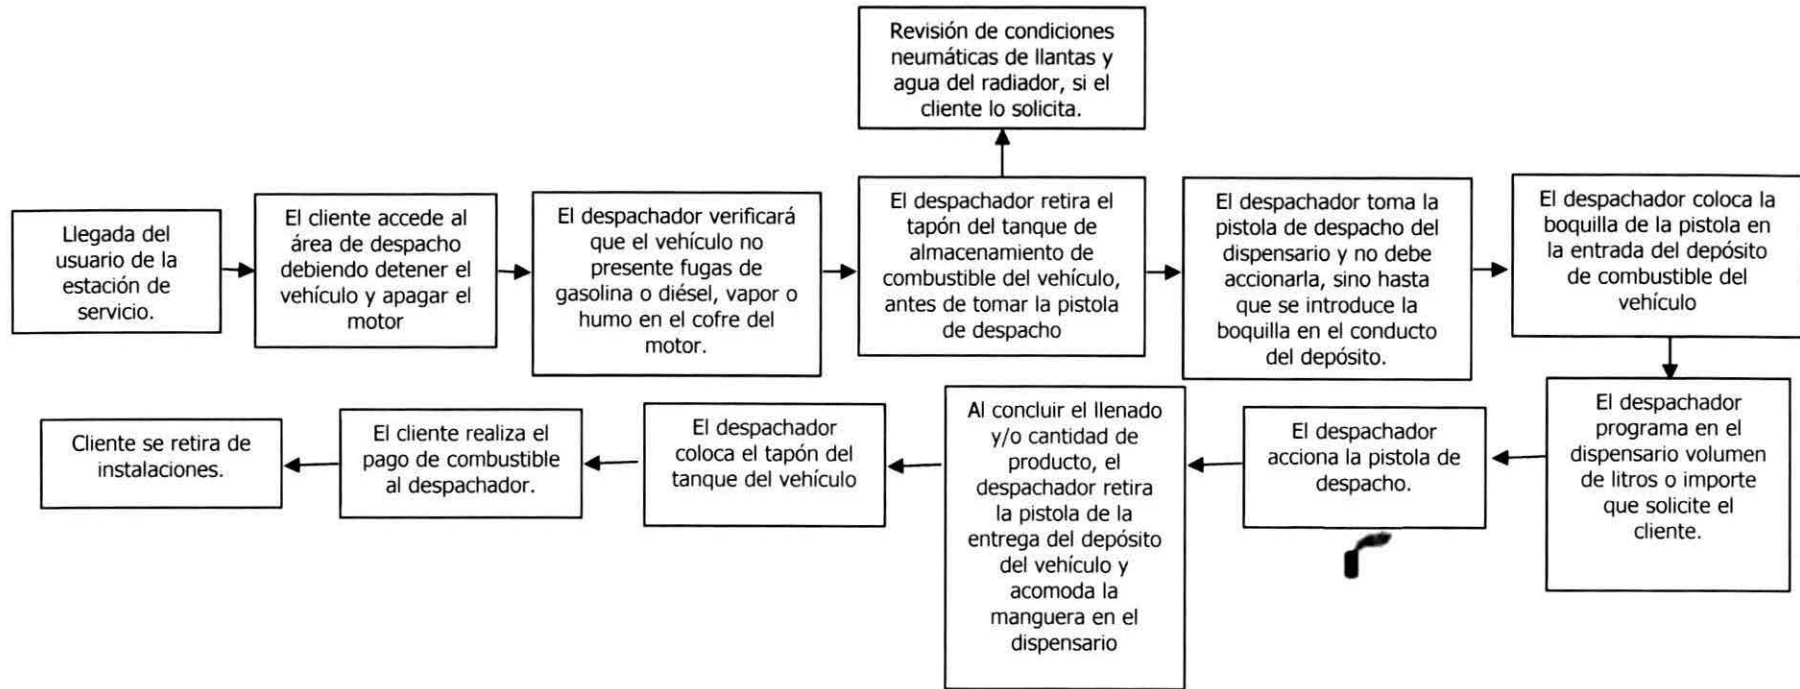 Revisión de condiciones
neumáticas de llantas y
agua del radiador, si el
cliente lo solicita.
Llegada del
usuario de la
estación de
servicio.
El cliente accede al
área de despacho
debiendo detener el
vehículo y apagar el
motor
El despachador verificará
que el vehículo no
presente fugas de
gasolina o diésel, vapor o
humo en el cofre del
motor.
El despachador retira el
tapón del tanque de
almacenamiento de
combustible del vehículo,
antes de tomar la pistola
de despacho
El despachador toma la
pistola de despacho del
dispensario y no debe
accionarla, sino hasta
que se introduce la
boquilla en el conducto
del depósito.
El despachador coloca la
boquilla de la pistola en
la entrada del depósito
de combustible del
vehículo
El despachador
programa en el
dispensario volumen
de litros o importe
que solicite el
cliente.
El despachador
acciona la pistola de
despacho.
Al concluir el llenado
y/o cantidad de
producto, el
despachador retira
la pistola de la
entrega del depósito
del vehículo y
acomoda la
manguera en el
dispensario
El despachador
coloca el tapón del
tanque del vehículo
El cliente realiza el
pago de combustible
al despachador.
Cliente se retira de
instalaciones.